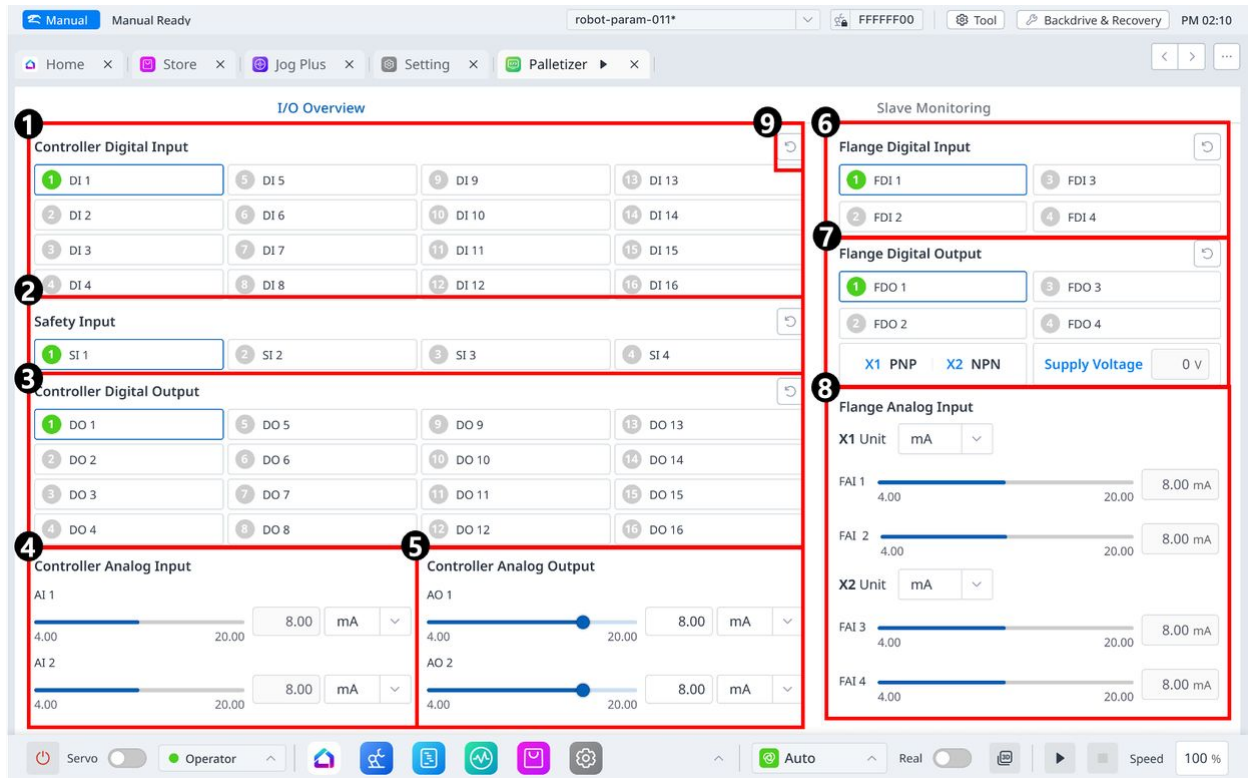 Manual Manual Ready robot-param-011* FFFFFF00 Tool Backdrive & Recovery PM 02:10
Home × Store × Jog Plus × Setting × Palletizer ×
I/O Overview Slave Monitoring
1 9 6
Controller Digital Input Flange Digital Input
1 DI 1 5 DI 5 9 DI 9 13 DI 13 1 FDI 1 3 FDI 3
2 DI 2 6 DI 6 10 DI 10 14 DI 14 2 FDI 2 4 FDI 4
3 DI 3 7 DI 7 11 DI 11 15 DI 15 7 Flange Digital Output
4 DI 4 8 DI 8 12 DI 12 16 DI 16 1 FDO 1 3 FDO 3
2 Safety Input 2 FDO 2 4 FDO 4
1 SI 1 2 SI 2 3 SI 3 4 SI 4 X1 PNP X2 NPN Supply Voltage 0 V
3 8
Controller Digital Output Flange Analog Input
1 DO 1 5 DO 5 9 DO 9 13 DO 13 X1 Unit mA
2 DO 2 6 DO 6 10 DO 10 14 DO 14
3 DO 3 7 DO 7 11 DO 11 15 DO 15 FAI 1 4.00 20.00 8.00 mA
4 DO 4 8 DO 8 12 DO 12 16 DO 16 FAI 2 4.00 20.00 8.00 mA
4 5
Controller Analog Input Controller Analog Output X2 Unit mA
AI 1 AO 1
4.00 20.00 8.00 mA 4.00 20.00 8.00 mA FAI 3 4.00 20.00 8.00 mA
AI 2 AO 2
4.00 20.00 8.00 mA 4.00 20.00 8.00 mA FAI 4 4.00 20.00 8.00 mA
Servo Operator Auto Real 3D Speed 100 %